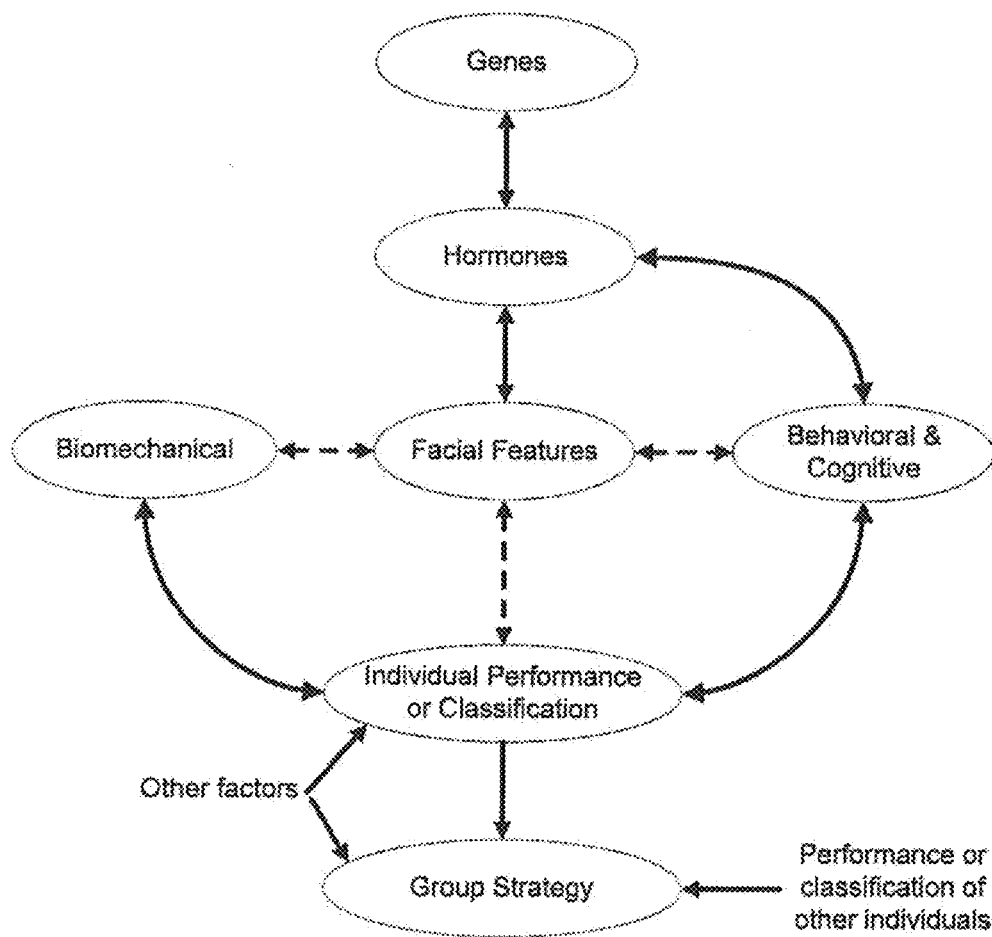 Genes
Hormones
Biomechanical
Facial Features
Behavioral &
Cognitive
Individual Performance
or Classification
Other factors
Group Strategy
Performance or
classification of
other individuals